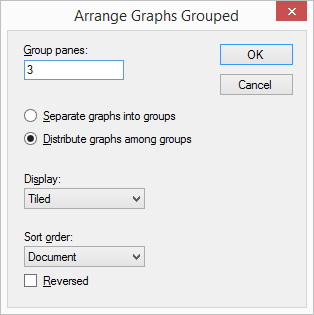 Arrange Graphs Grouped
Group panes:
3
OK
Cancel
Separate graphs into groups
Distribute graphs among groups
Display:
Tiled
Sort order:
Document
Reversed